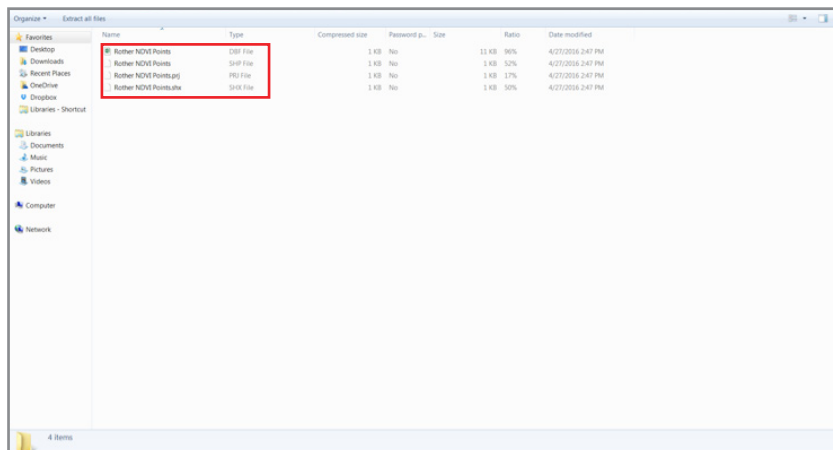 Organize Extract all files
Favorites
Desktop
Downloads
Recent Places
OneDrive
Dropbox
Libraries - Shortcut
Libraries
Documents
Music
Pictures
Videos
Computer
Network
Name Type Compressed size Password p... Size Ratio Date modified
Rother NDVI Points DBF File 1 KB No 11 KB 96% 4/27/2016 2:47 PM
Rother NDVI Points SHP File 1 KB No 1 KB 52% 4/27/2016 2:47 PM
Rother NDVI Points.prj PRJ File 1 KB No 1 KB 17% 4/27/2016 2:47 PM
Rother NDVI Points.shx SHX File 1 KB No 1 KB 50% 4/27/2016 2:47 PM
4 items